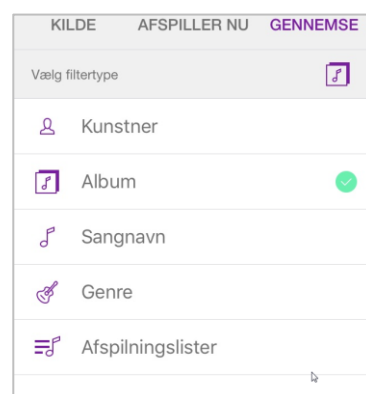 KILDE AFSPILLER NU GENNEMSE
Vælg filtertype
Kunstner
Album
Sangnavn
Genre
Afspilningslister